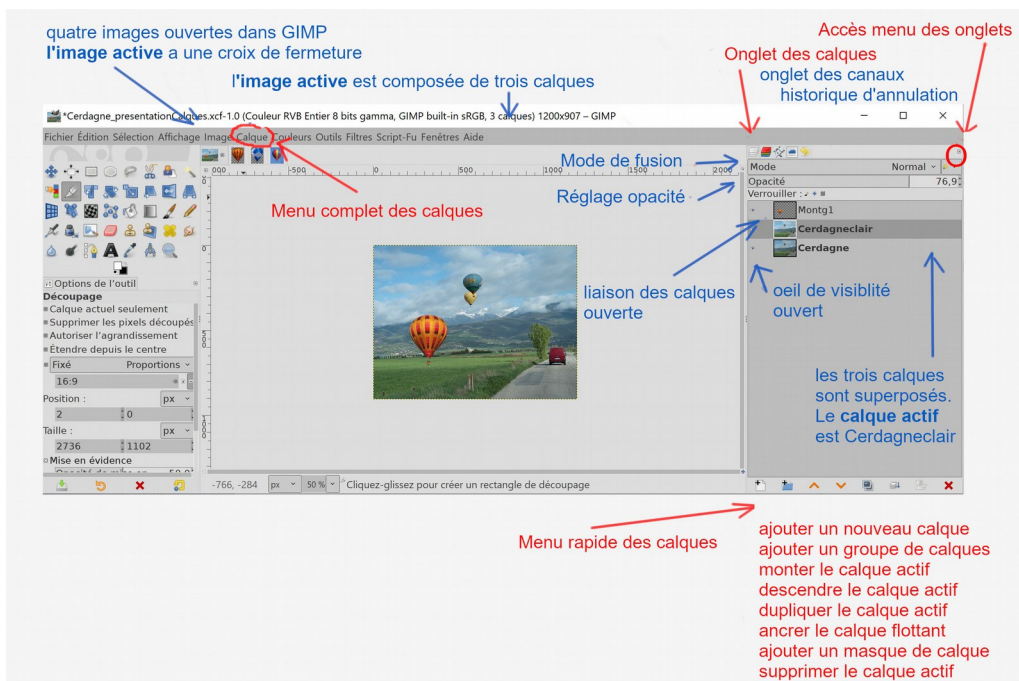 quatre images ouvertes dans GIMP
l'image active a une croix de fermeture
l'image active est composée de trois calques
Accès menu des onglets
Onglet des calques
onglet des canaux
historique d'annulation
*Cerdagne_presentationCalques.xcf-1.0 (Couleur RVB Entier 8 bits gamma, GIMP built-in sRGB, 3 calques) 1200x907 – GIMP
Fichier Édition Sélection Affichage Image Calque Couleurs Outils Filtres Script-Fu Fenêtres Aide
Menu complet des calques
Mode de fusion
Réglage opacité
Mode Normal
Opacité 76,9
Verrouiller :
Montg1
Cerdagneclair
Cerdagne
liaison des calques
ouverte
oeil de visiblité
ouvert
les trois calques
sont superposés.
Le calque actif
est Cerdagneclair
Options de l'outil
Découpage
Calque actuel seulement
Supprimer les pixels découpés
Autoriser l'agrandissement
Étendre depuis le centre
Fixé Proportions
16:9
Position : px
2 0
Taille : px
2736 1102
Mise en évidence
-500 0 500 1000 1500 2000
0
500
1000
-766, -284 px 50 % Cliquez-glissez pour créer un rectangle de découpage
Menu rapide des calques
ajouter un nouveau calque
ajouter un groupe de calques
monter le calque actif
descendre le calque actif
dupliquer le calque actif
ancrer le calque flottant
ajouter un masque de calque
supprimer le calque actif